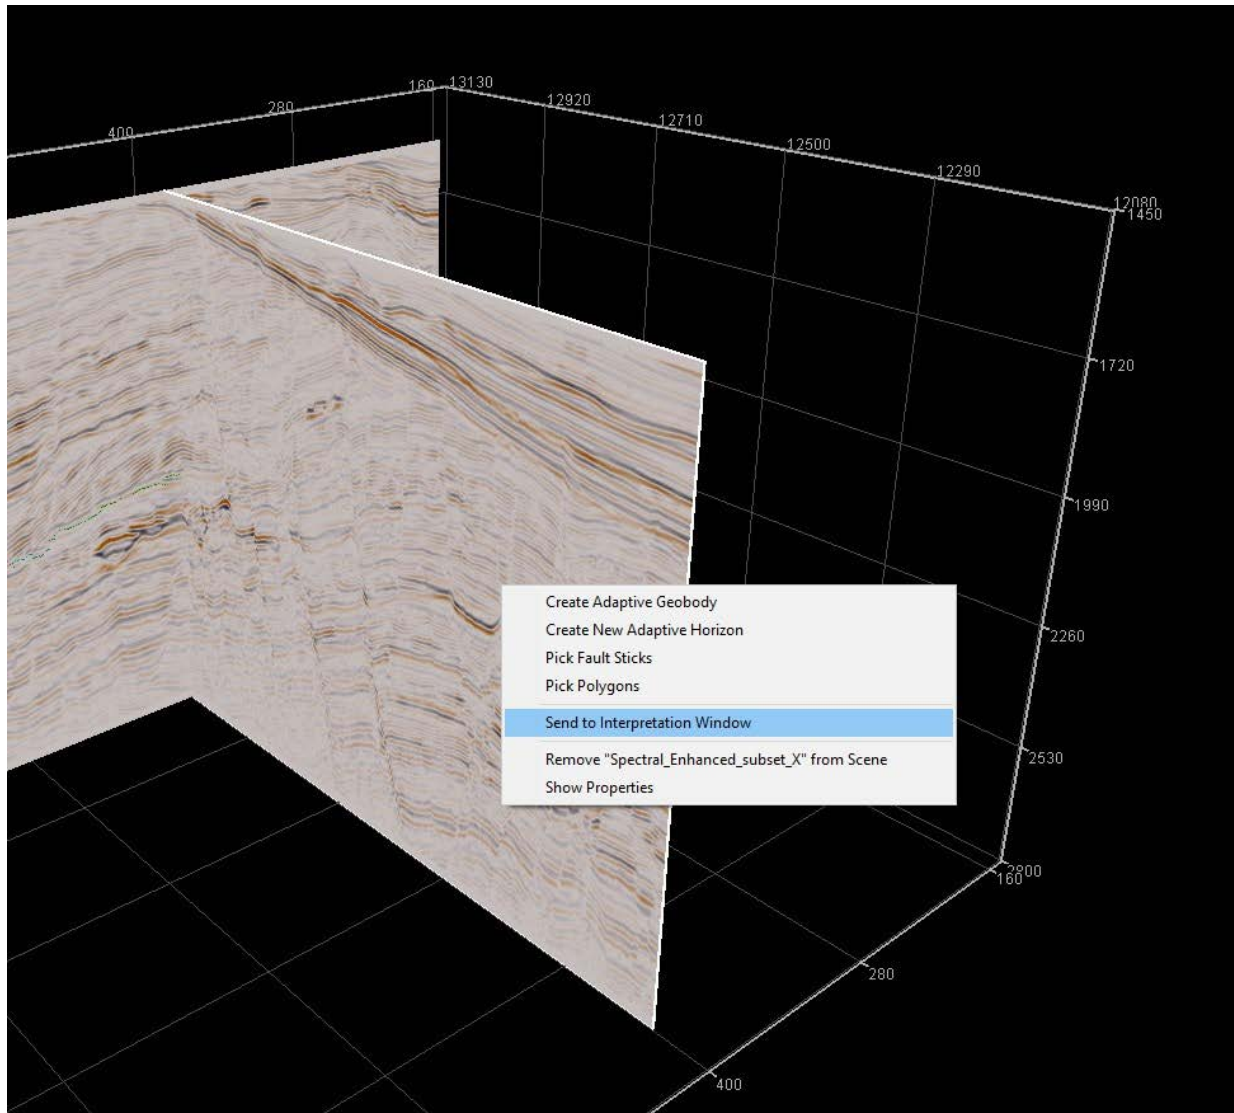 160 13130
280
12920
400
12710
12500
12290
12080
1450
1720
1990
Create Adaptive Geobody
Create New Adaptive Horizon
2260
Pick Fault Sticks
Pick Polygons
Send to Interpretation Window
2530
Remove "Spectral_Enhanced_subset_X" from Scene
Show Properties
2800
160
280
400